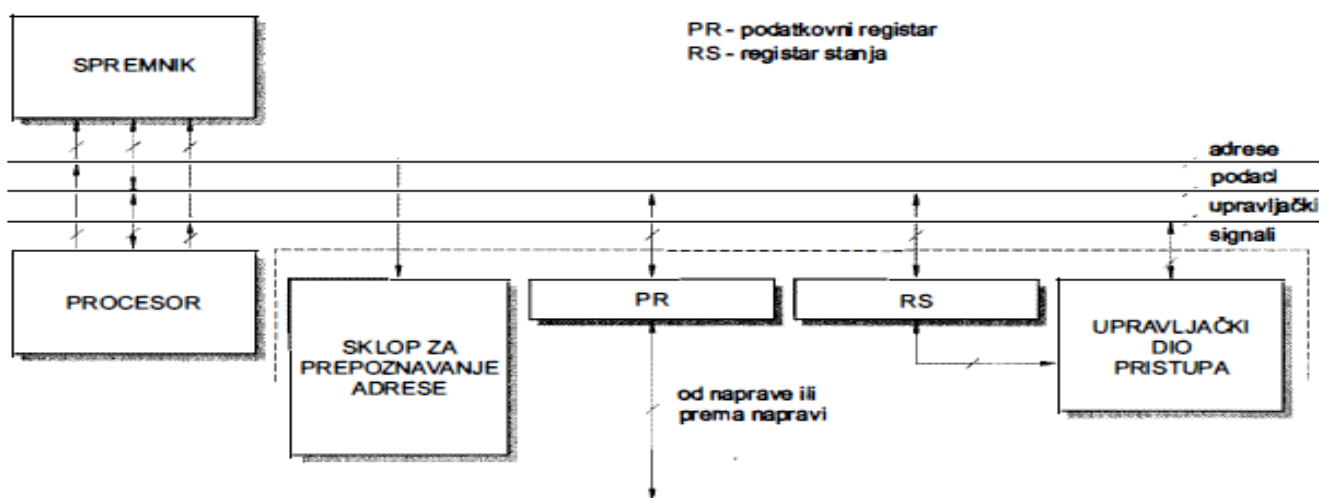 PR - podatkovni registar
RS - registar stanja
SPREMNIK
adrese
podaci
upravljački
signali
PROCESOR
SKLOP ZA
PREPOZNAVANJE
ADRESE
PR
RS
UPRAVLJAČKI
DIO
PRISTUPA
od naprave ili
prema napravi